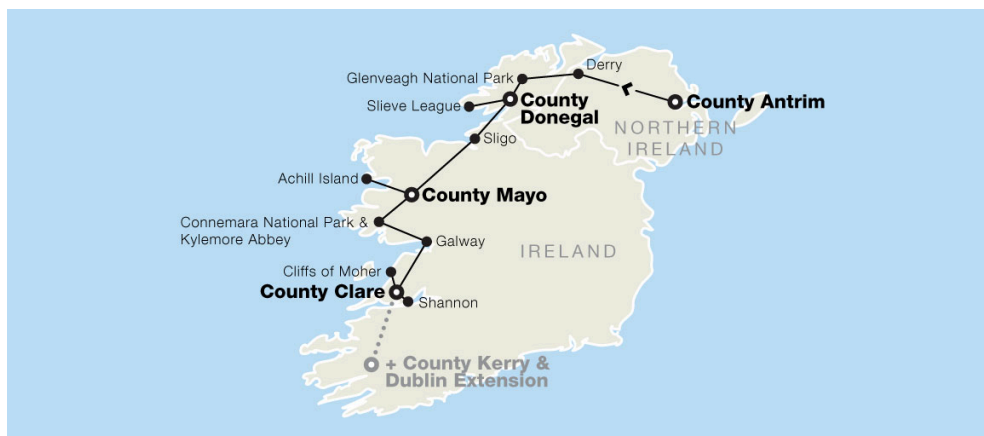 Derry
Glenveagh National Park
County Antrim
Slieve League
County
Donegal
NORTHERN
IRELAND
Sligo
Achill Island
County Mayo
Connemara National Park &
Kylemore Abbey
Galway
IRELAND
Cliffs of Moher
County Clare
Shannon
+ County Kerry &
Dublin Extension